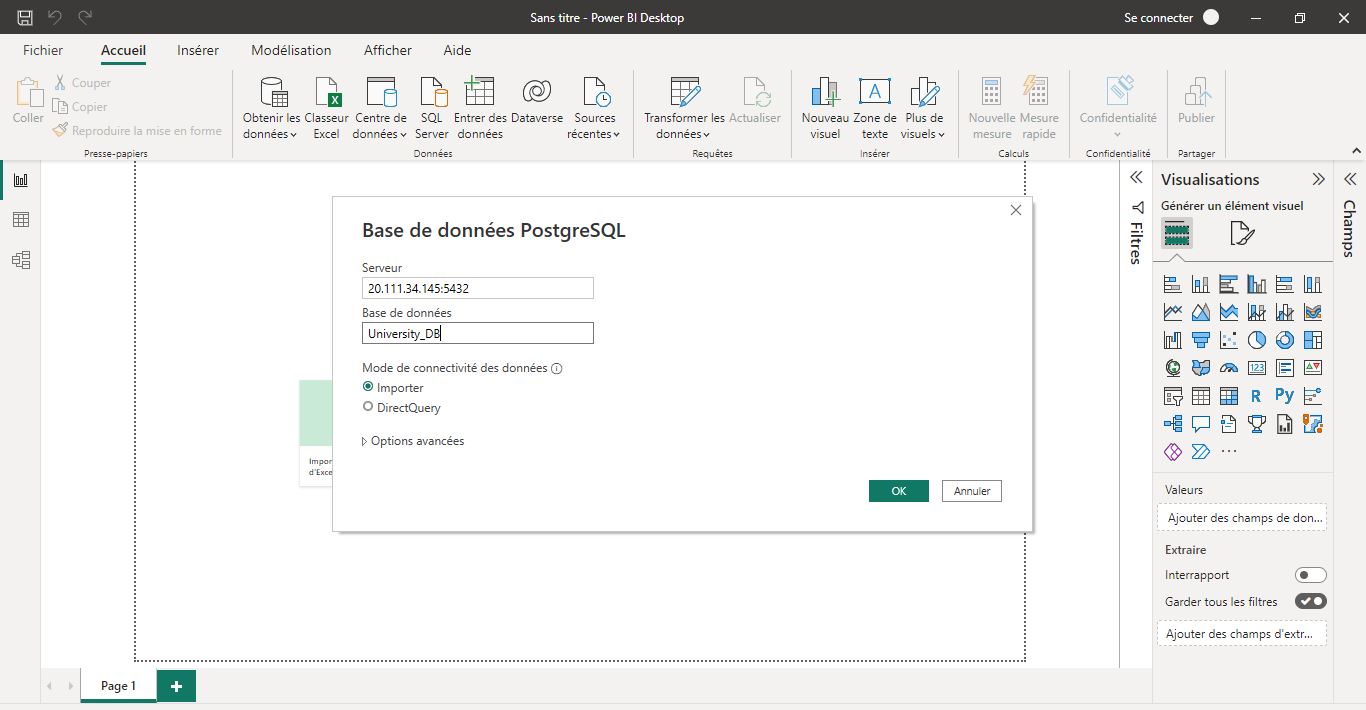 Sans titre - Power BI Desktop
Se connecter
Fichier
Accueil
Insérer
Modélisation
Afficher
Aide
Coller
Couper
Copier
Reproduire la mise en forme
Presse-papiers
Obtenir les données
Classeur Excel
Centre de données
SQL Server
Entrer des données
Dataverse
Sources récentes
Données
Transformer les données
Actualiser
Requêtes
Nouveau visuel
Zone de texte
Plus de visuels
Insérer
Nouvelle mesure
Mesure rapide
Calculs
Confidentialité
Confidentialité
Publier
Partager
Base de données PostgreSQL
Serveur
20.111.34.145:5432
Base de données
University_DB
Mode de connectivité des données
Importer
DirectQuery
Options avancées
OK
Annuler
Impor
d'Exce
Filtres
Visualisations
Générer un élément visuel
123
R
Py
Valeurs
Ajouter des champs de don...
Extraire
Interrapport
Garder tous les filtres
Ajouter des champs d'extr...
Champs
Page 1